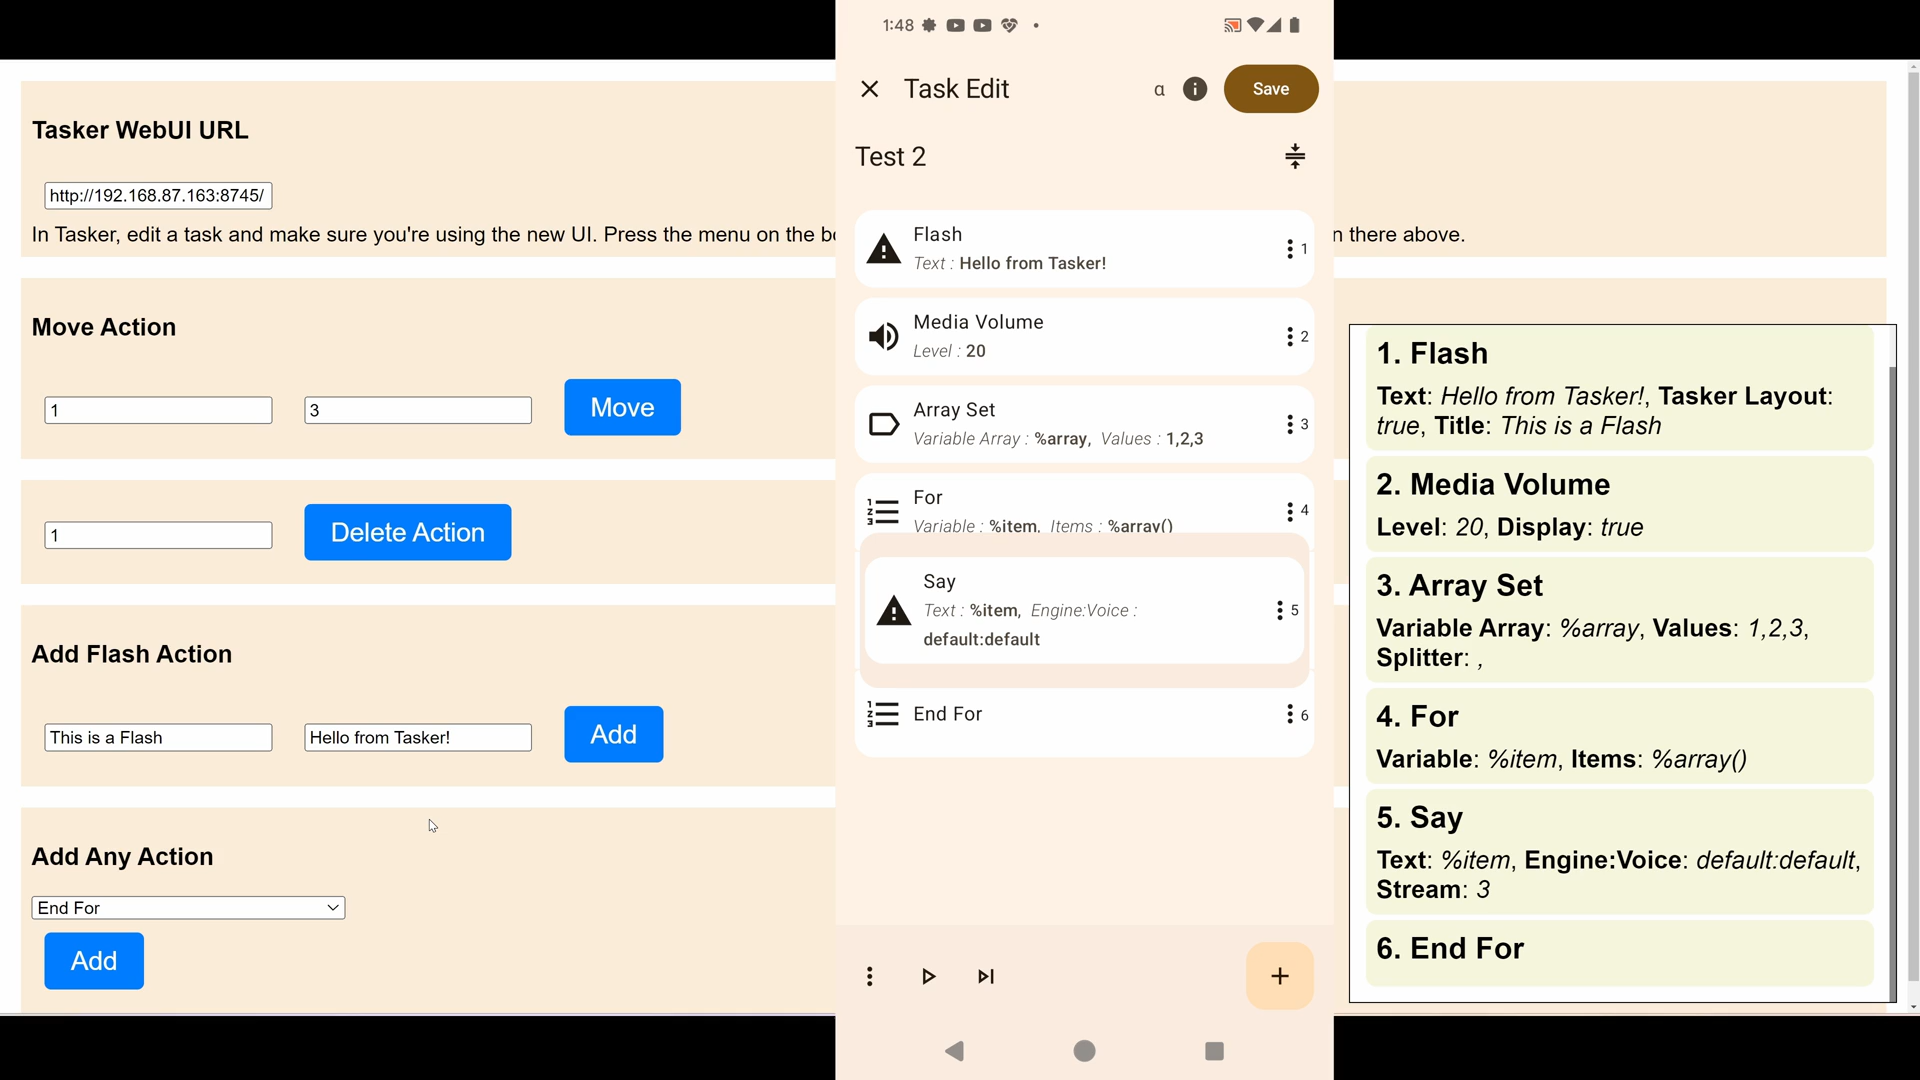 Tasker WebUI URL
http://192.168.87.163:8745/
In Tasker, edit a task and make sure you're using the new UI. Press the menu on the bo
n there above.
Move Action
1
3
Move
1
Delete Action
Add Flash Action
This is a Flash
Hello from Tasker!
Add
Add Any Action
End For
Add
1:48
Task Edit
α
Save
Test 2
Flash
Text : Hello from Tasker!
1
Media Volume
Level : 20
2
Array Set
Variable Array : %array, Values : 1,2,3
3
For
Variable : %item, Items : %array()
4
Say
Text : %item, Engine:Voice :
default:default
5
End For
6
1. Flash
Text: Hello from Tasker!, Tasker Layout:
true, Title: This is a Flash
2. Media Volume
Level: 20, Display: true
3. Array Set
Variable Array: %array, Values: 1,2,3,
Splitter: ,
4. For
Variable: %item, Items: %array()
5. Say
Text: %item, Engine:Voice: default:default,
Stream: 3
6. End For